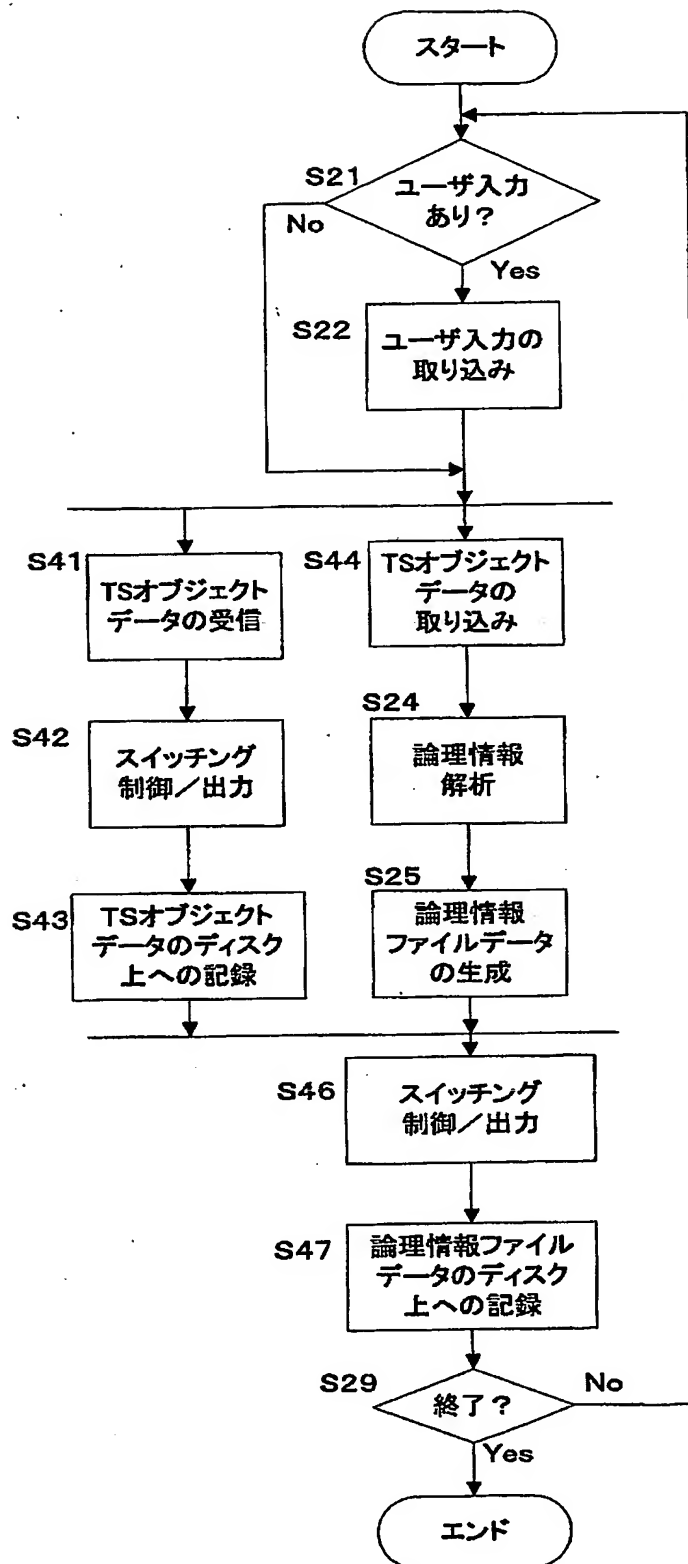 スタート
S21
ユーザ入力
あり?
No
Yes
S22
ユーザ入力の
取り込み
S41
TSオブジェクト
データの受信
S44
TSオブジェクト
データの
取り込み
S42
スイッチング
制御/出力
S24
論理情報
解析
S43
TSオブジェクト
データのディスク
上への記録
S25
論理情報
ファイルデータ
の生成
S46
スイッチング
制御/出力
S47
論理情報ファイル
データのディスク
上への記録
S29
終了?
No
Yes
エンド